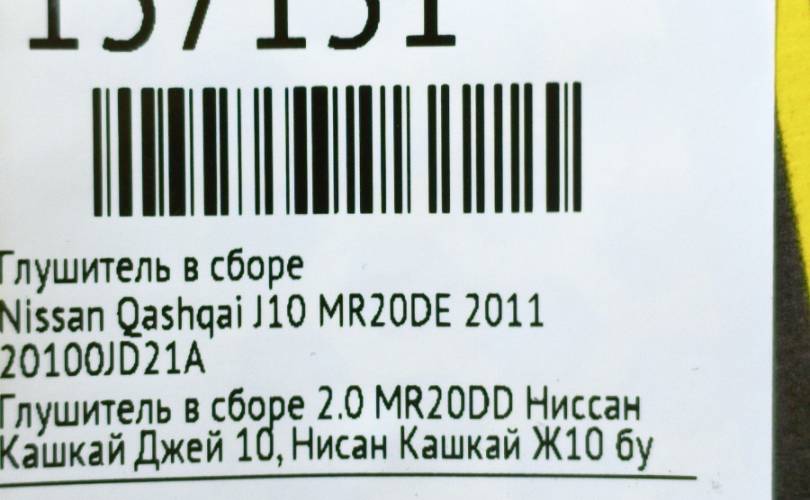 137131
Глушитель в сборе
Nissan Qashqai J10 MR20DE 2011
20100JD21A
Глушитель в сборе 2.0 MR20DD Ниссан
Кашкай Джей 10, Нисан Кашкай Ж10 бу